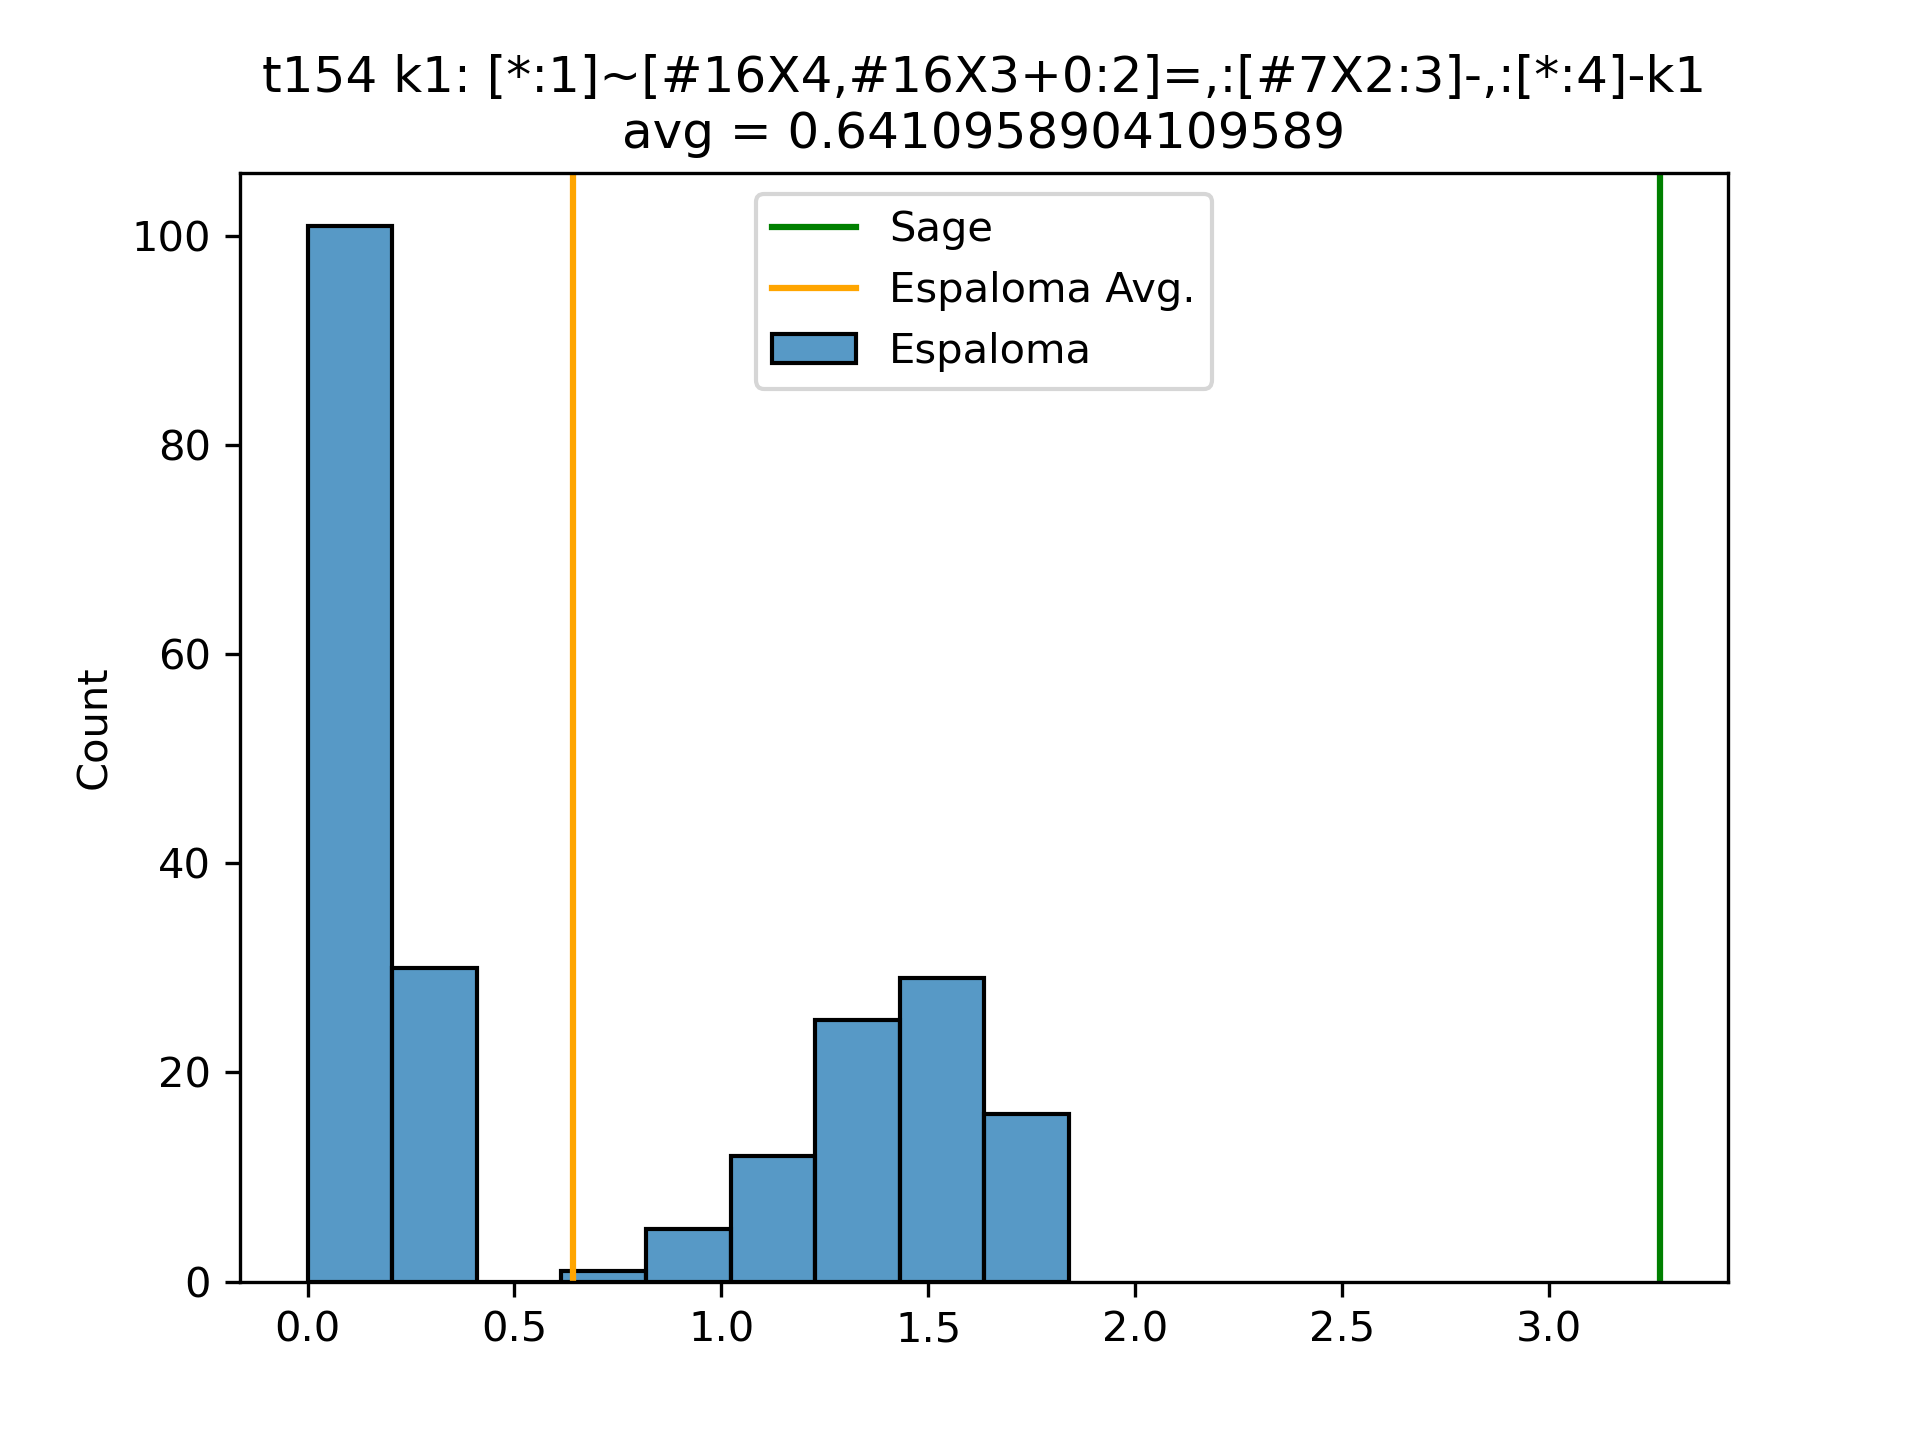 t154 k1: [*:1]~[#16X4,#16X3+0:2]=,:[#7X2:3]-,:[*:4]-k1
avg = 0.6410958904109589
Sage
Espaloma Avg.
Espaloma
100
80
60
40
20
0
Count
0.0 0.5 1.0 1.5 2.0 2.5 3.0